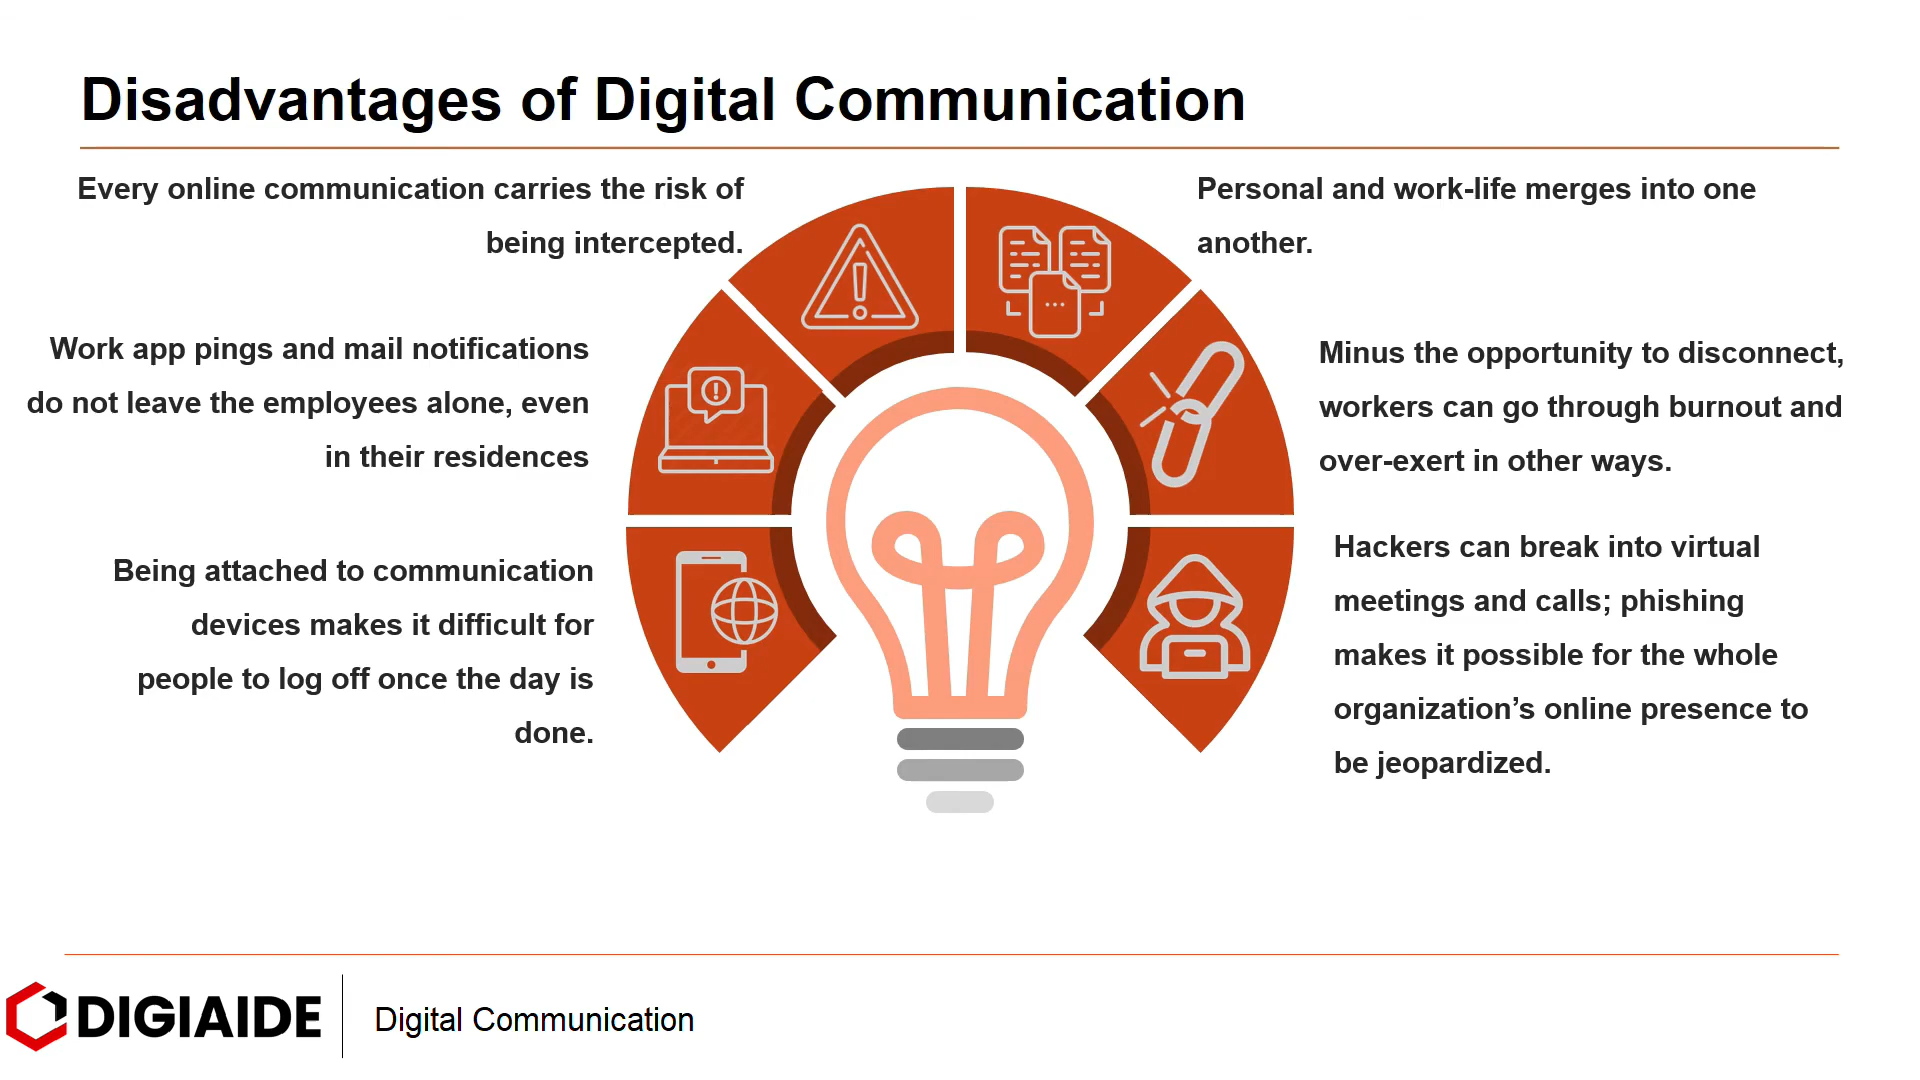 Disadvantages of Digital Communication
Every online communication carries the risk of
being intercepted.
Work app pings and mail notifications
do not leave the employees alone, even
in their residences
Being attached to communication
devices makes it difficult for
people to log off once the day is
done.
Personal and work-life merges into one
another.
Minus the opportunity to disconnect,
workers can go through burnout and
over-exert in other ways.
Hackers can break into virtual
meetings and calls; phishing
makes it possible for the whole
organization’s online presence to
be jeopardized.
DIGIAIDE
Digital Communication